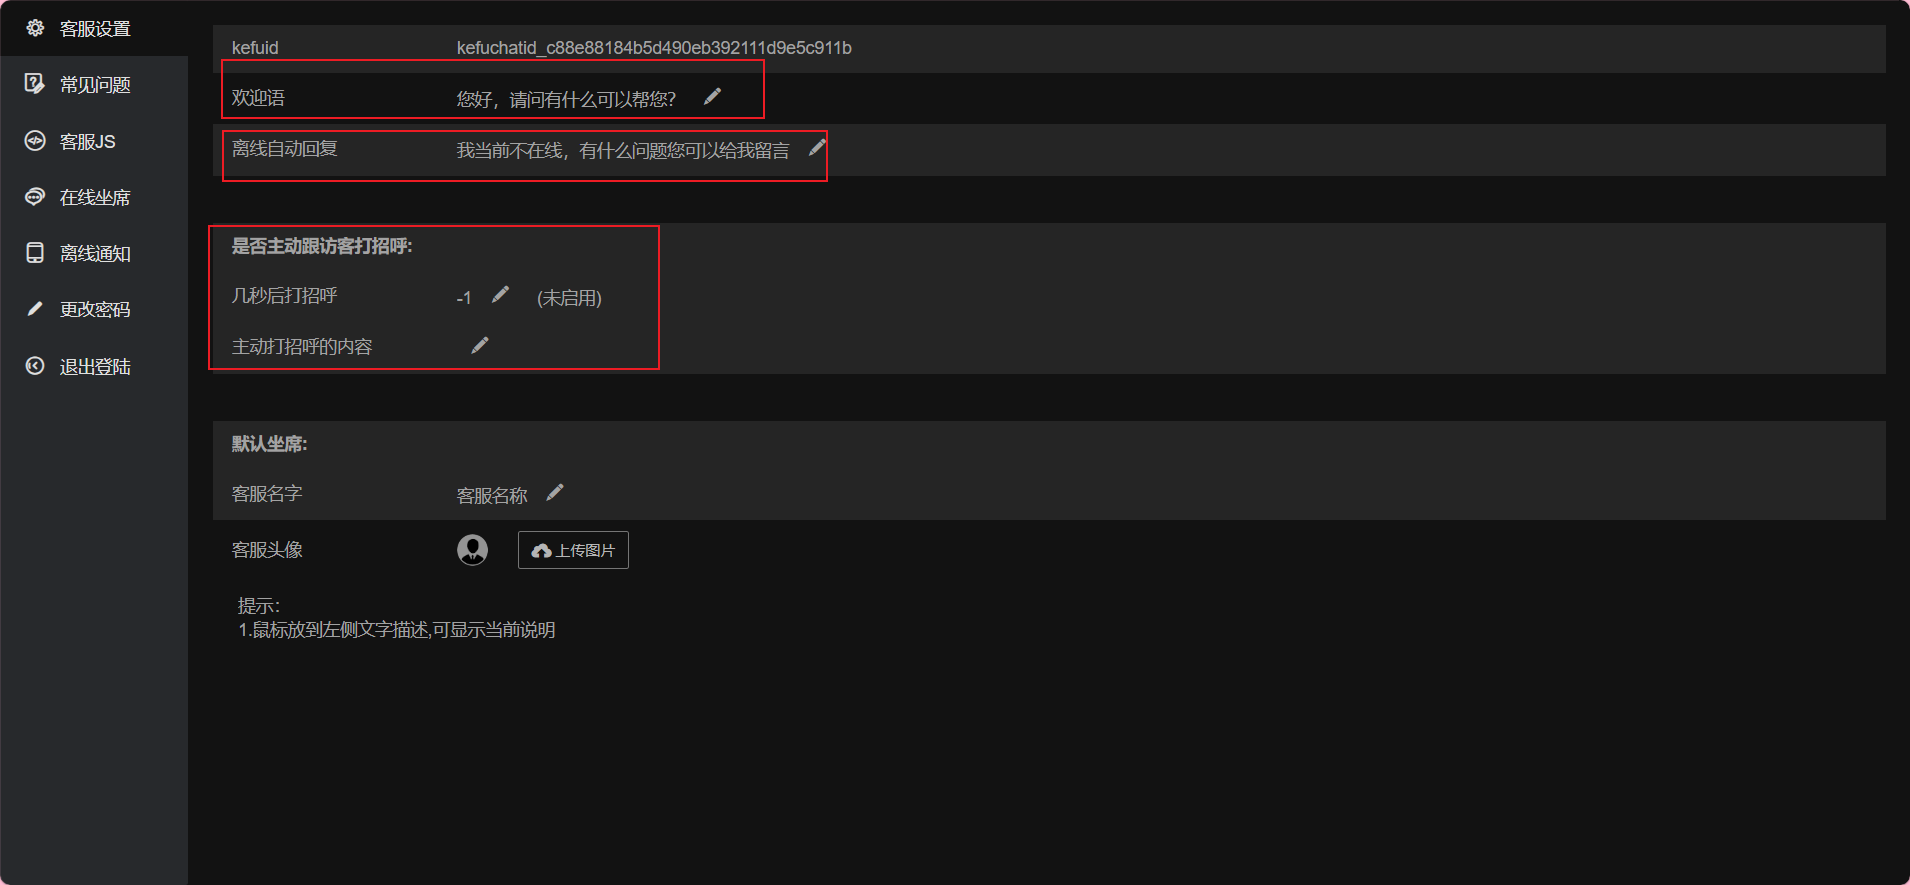 客服设置
常见问题
客服JS
在线坐席
离线通知
更改密码
退出登陆
kefuid kefuchatid_c88e88184b5d490eb392111d9e5c911b
欢迎语 您好，请问有什么可以帮您?
离线自动回复 我当前不在线，有什么问题您可以给我留言
是否主动跟访客打招呼:
几秒后打招呼 -1 (未启用)
主动打招呼的内容
默认坐席:
客服名字 客服名称
客服头像 上传图片
提示:
1.鼠标放到左侧文字描述,可显示当前说明